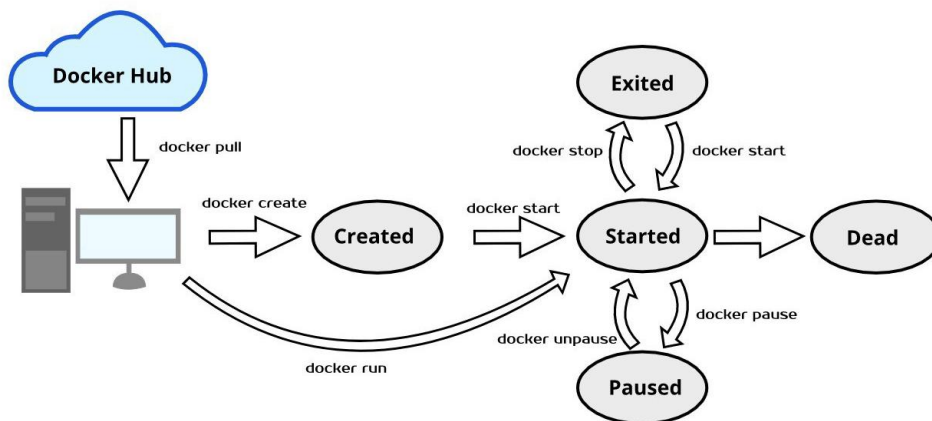 Docker Hub
Exited
docker pull
docker stop
docker start
docker create
docker start
Created
Started
Dead
docker pause
docker unpause
docker run
Paused